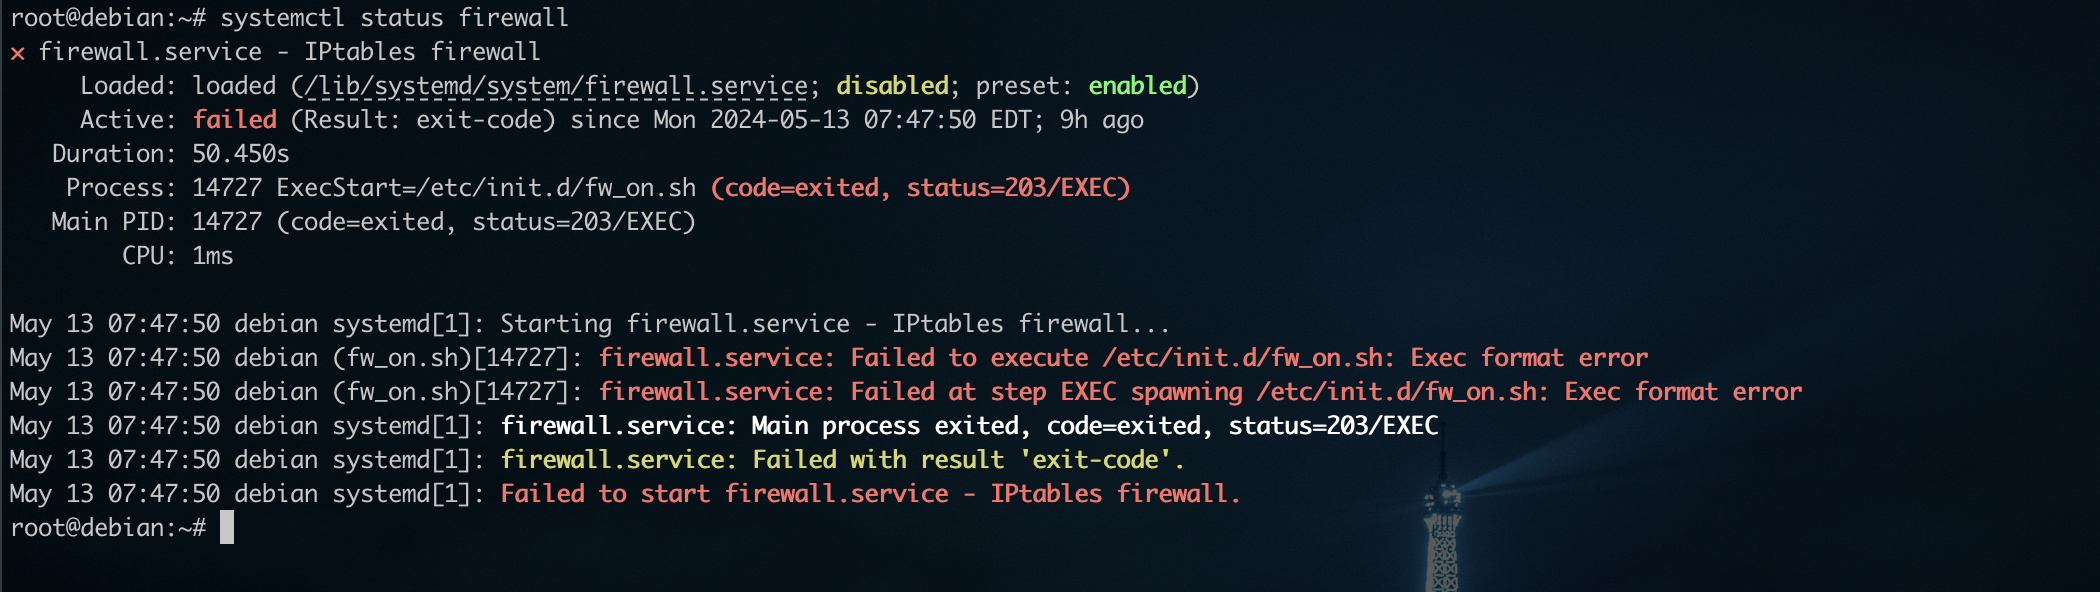 root@debian:~# systemctl status firewall
× firewall.service - IPtables firewall
     Loaded: loaded (/lib/systemd/system/firewall.service; disabled; preset: enabled)
     Active: failed (Result: exit-code) since Mon 2024-05-13 07:47:50 EDT; 9h ago
   Duration: 50.450s
    Process: 14727 ExecStart=/etc/init.d/fw_on.sh (code=exited, status=203/EXEC)
   Main PID: 14727 (code=exited, status=203/EXEC)
        CPU: 1ms

May 13 07:47:50 debian systemd[1]: Starting firewall.service - IPtables firewall...
May 13 07:47:50 debian (fw_on.sh)[14727]: firewall.service: Failed to execute /etc/init.d/fw_on.sh: Exec format error
May 13 07:47:50 debian (fw_on.sh)[14727]: firewall.service: Failed at step EXEC spawning /etc/init.d/fw_on.sh: Exec format error
May 13 07:47:50 debian systemd[1]: firewall.service: Main process exited, code=exited, status=203/EXEC
May 13 07:47:50 debian systemd[1]: firewall.service: Failed with result 'exit-code'.
May 13 07:47:50 debian systemd[1]: Failed to start firewall.service - IPtables firewall.
root@debian:~#